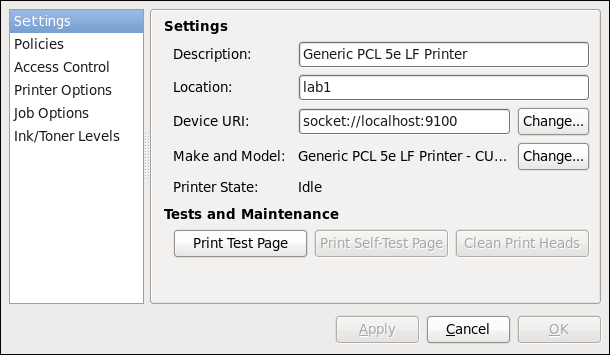 Settings
Policies
Access Control
Printer Options
Job Options
Ink/Toner Levels
Settings
Description: Generic PCL 5e LF Printer
Location: lab1
Device URI: socket://localhost:9100 Change...
Make and Model: Generic PCL 5e LF Printer - CU... Change...
Printer State: Idle
Tests and Maintenance
Print Test Page Print Self-Test Page Clean Print Heads
Apply Cancel OK